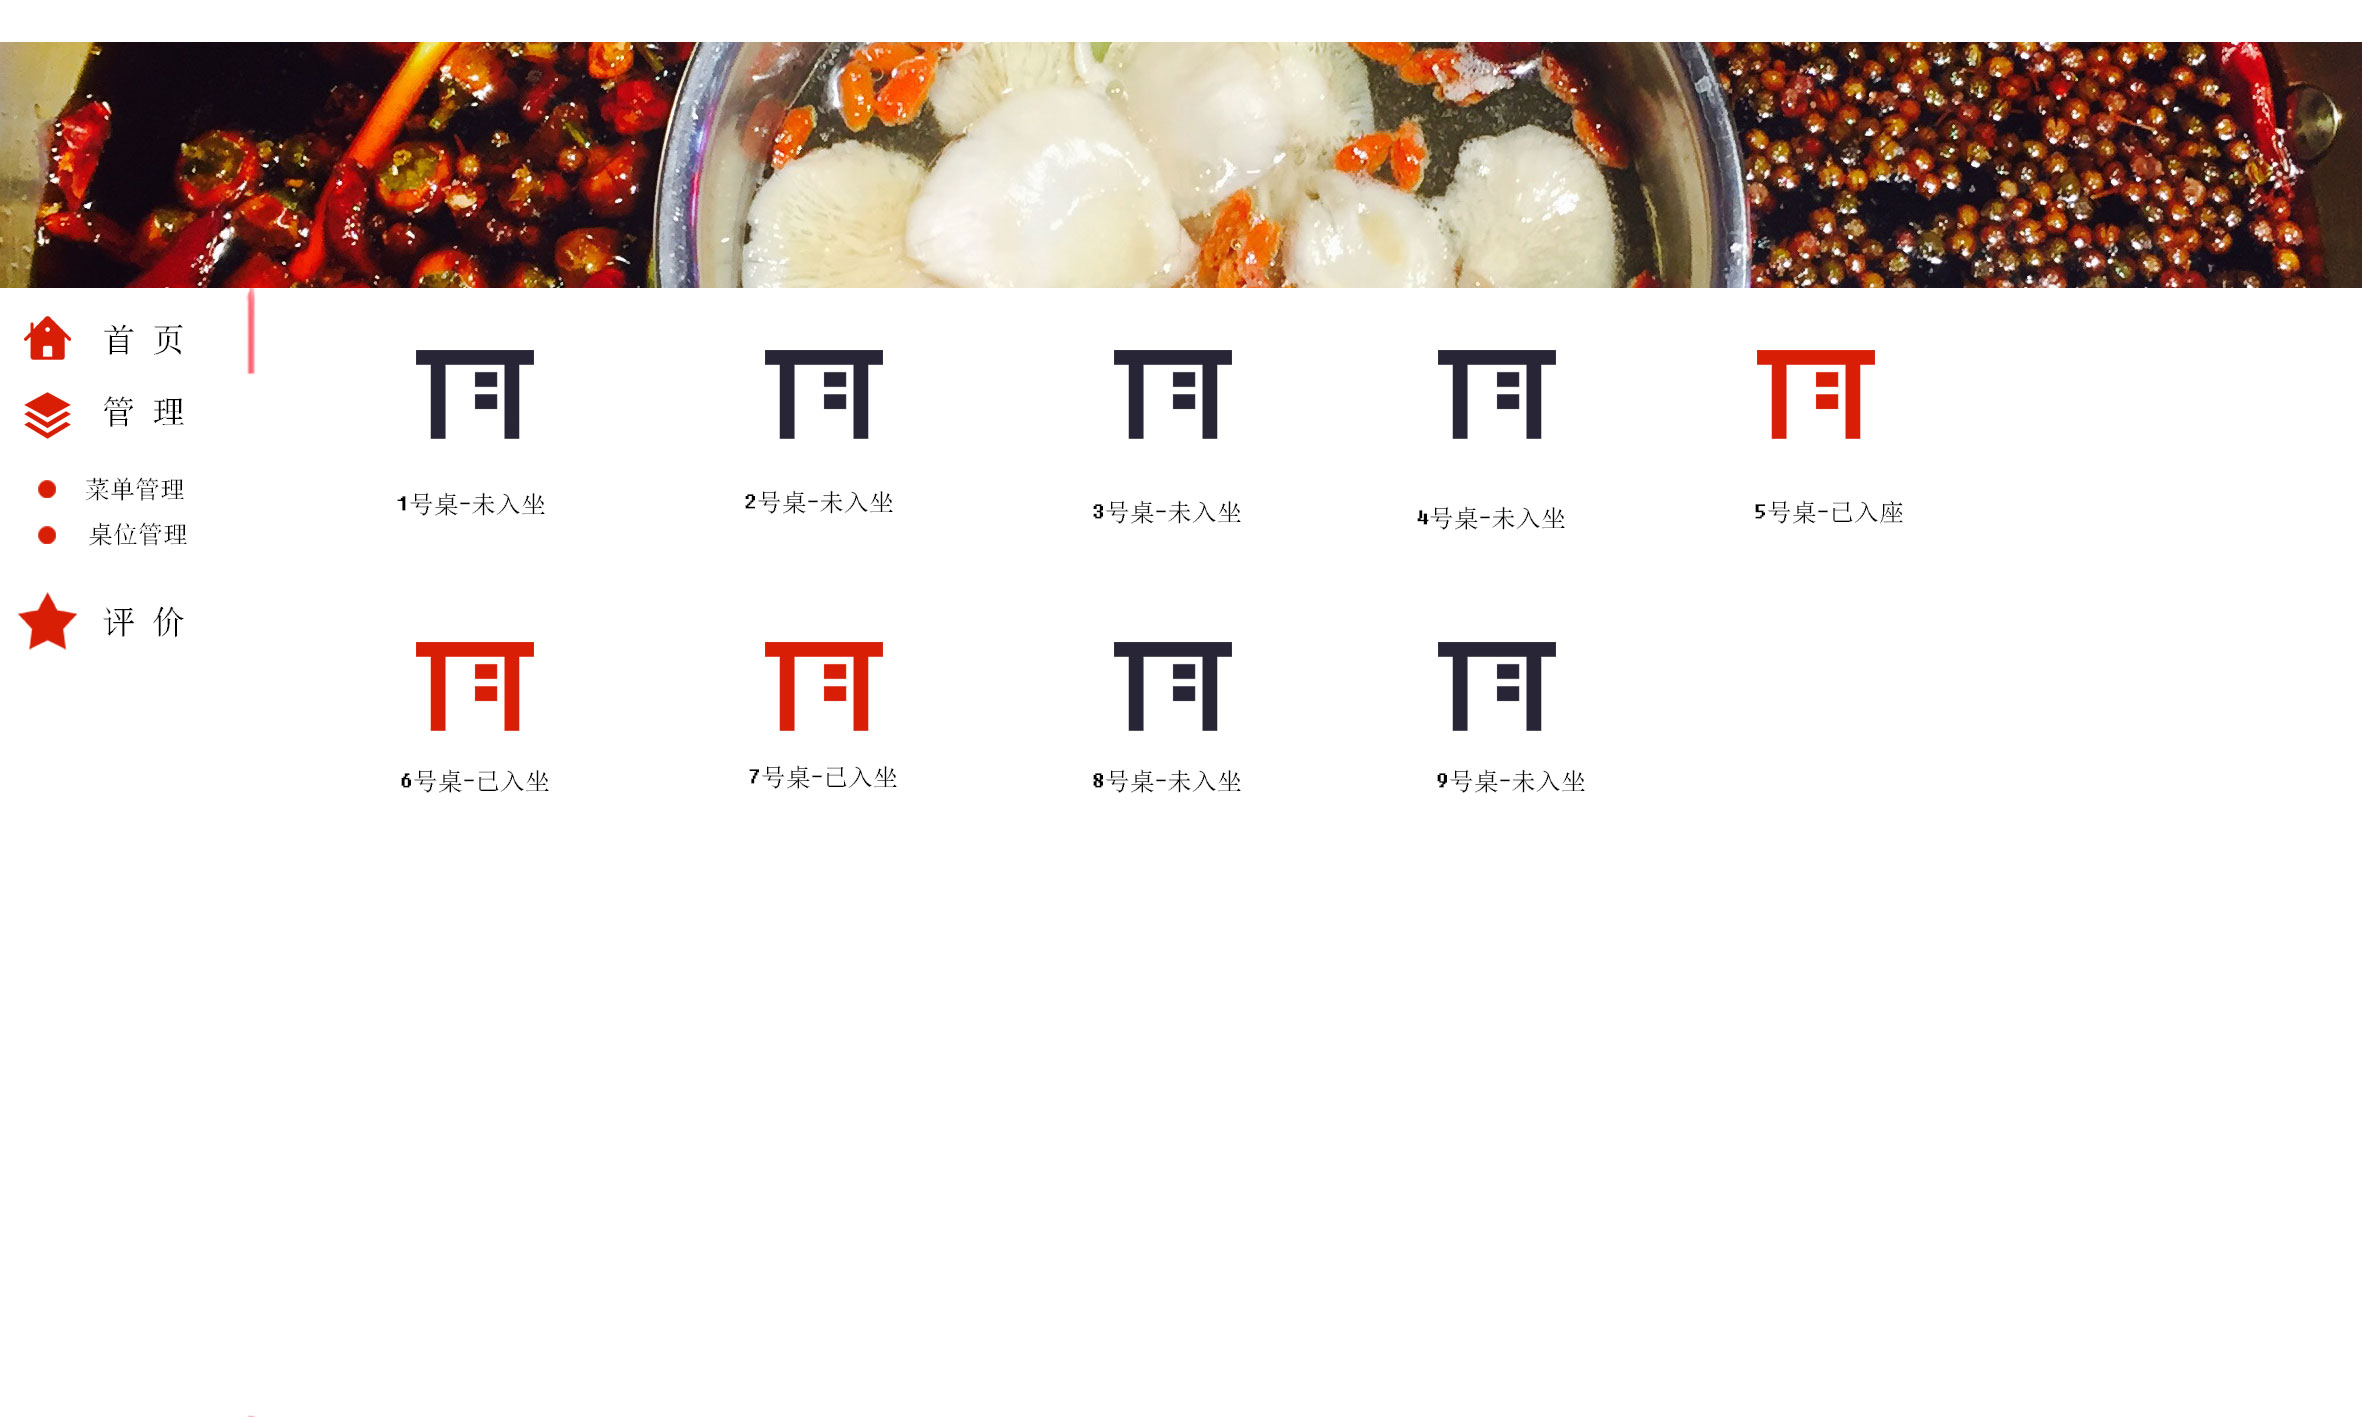 首 页
管 理
菜单管理
桌位管理
评 价
1号桌-未入坐
2号桌-未入坐
3号桌-未入坐
4号桌-未入坐
5号桌-己入座
6号桌-己入坐
7号桌-己入坐
8号桌-未入坐
9号桌-未入坐